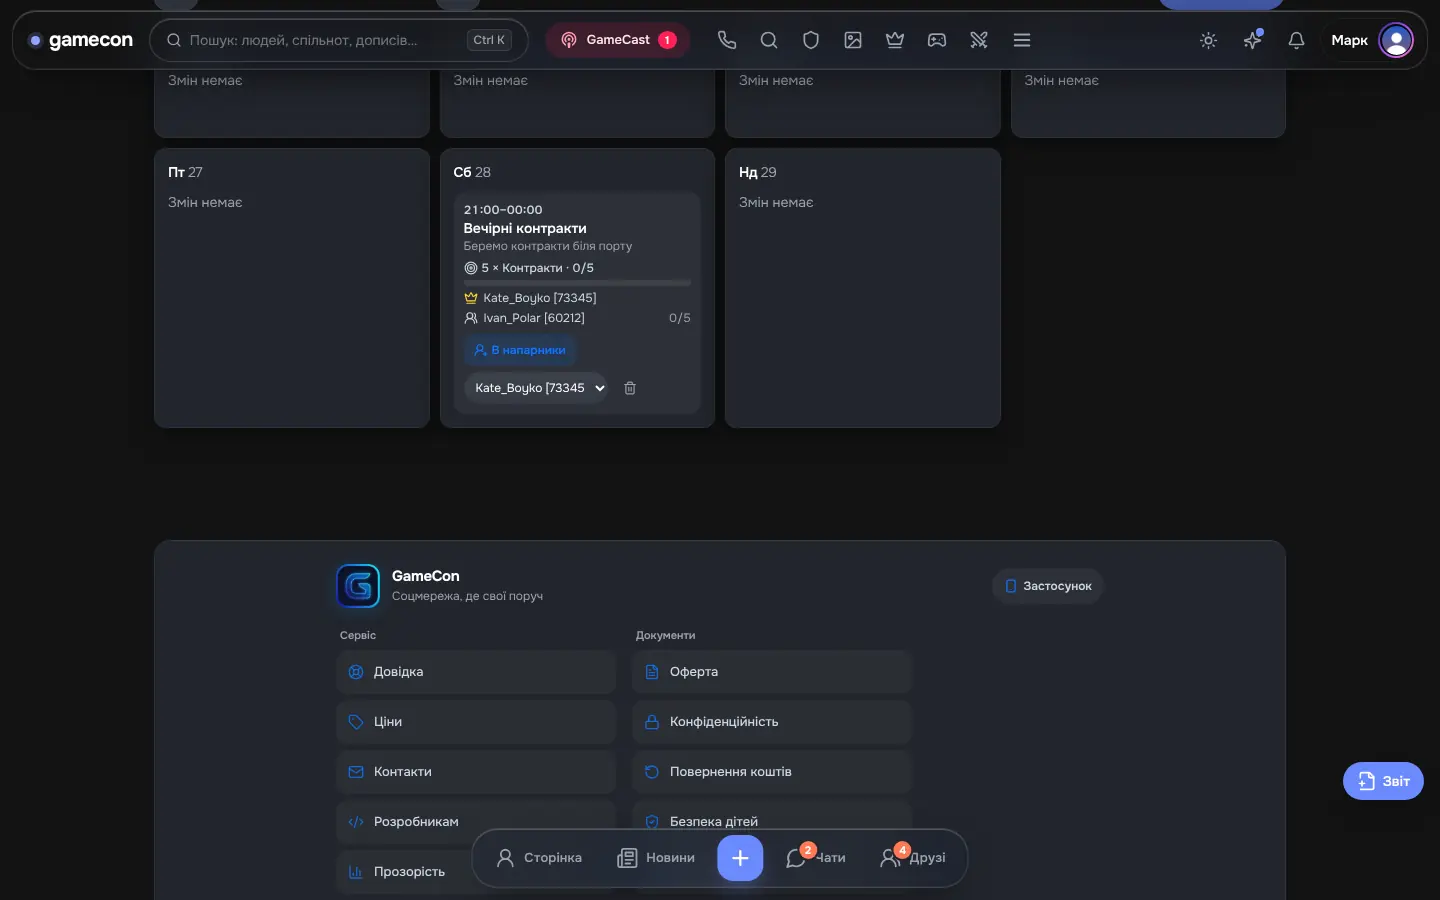 gamecon
Пошук: людей, спільнот, дописів...
Ctrl K
GameCast 1
Марк
Змін немає
Змін немає
Змін немає
Змін немає
Пт 27
Змін немає
Сб 28
21:00–00:00
Вечірні контракти
Беремо контракти біля порту
5 × Контракти · 0/5
Kate_Boyko [73345]
Ivan_Polar [60212] 0/5
В напарники
Kate_Boyko [73345
Нд 29
Змін немає
GameCon
Соцмережа, де свої поруч
Застосунок
Сервіс
Довідка
Ціни
Контакти
Розробникам
Прозорість
Документи
Оферта
Конфіденційність
Повернення коштів
Безпека дітей
Звіт
Сторінка
Новини
2 Чати
4 Друзі